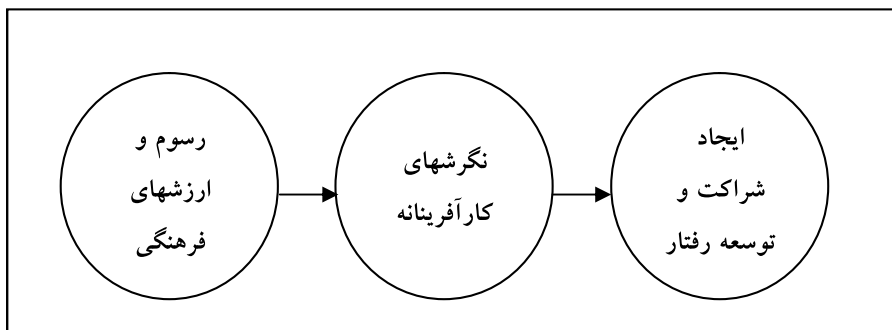 رسوم و
ارزشهای
فرهنگی
نگرشهای
کارآفرینانه
ایجاد
شراکت و
توسعه رفتار